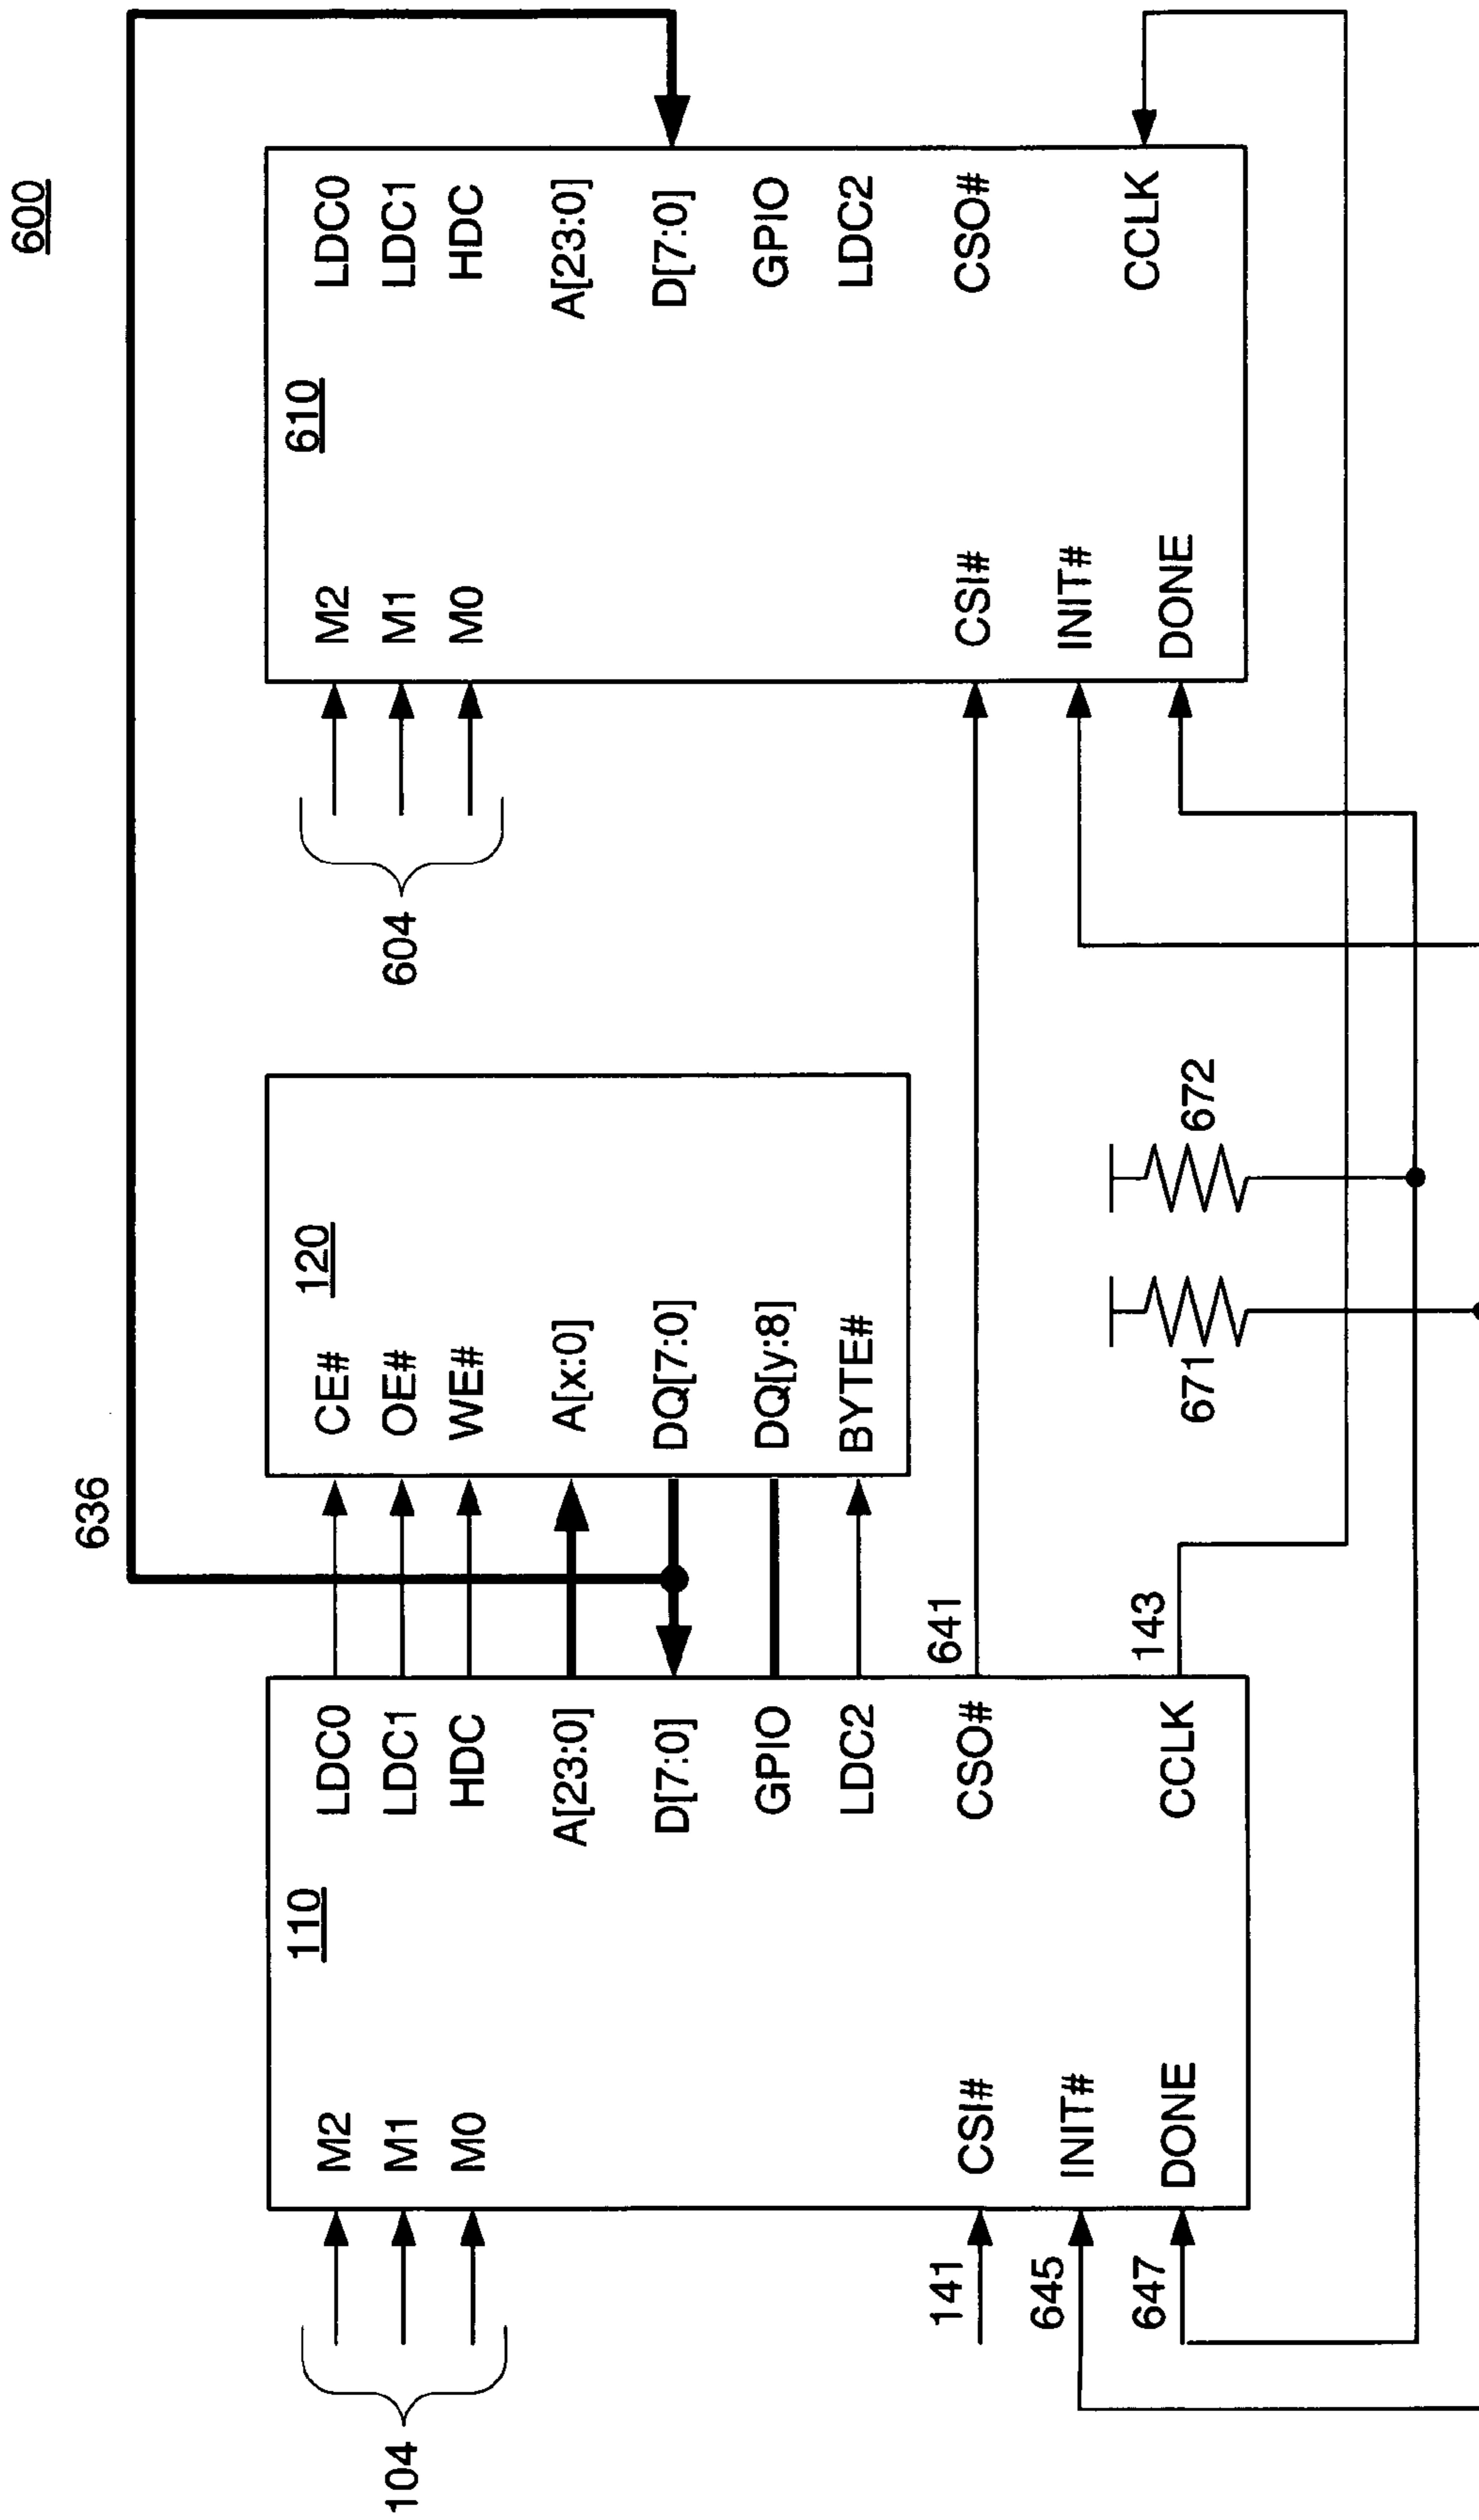 600
636
110
M2
M1
M0
CSI#
INIT#
DONE
LDC0
LDC1
HDC
A[23:0]
D[7:0]
GPIO
LDC2
CSO#
CCLK
104
141
645
647
641
143
120
CE#
OE#
WE#
A[x:0]
DQ[7:0]
DQ[y:8]
BYTE#
671
672
604
610
M2
M1
M0
CSI#
INIT#
DONE
LDC0
LDC1
HDC
A[23:0]
D[7:0]
GPIO
LDC2
CSO#
CCLK